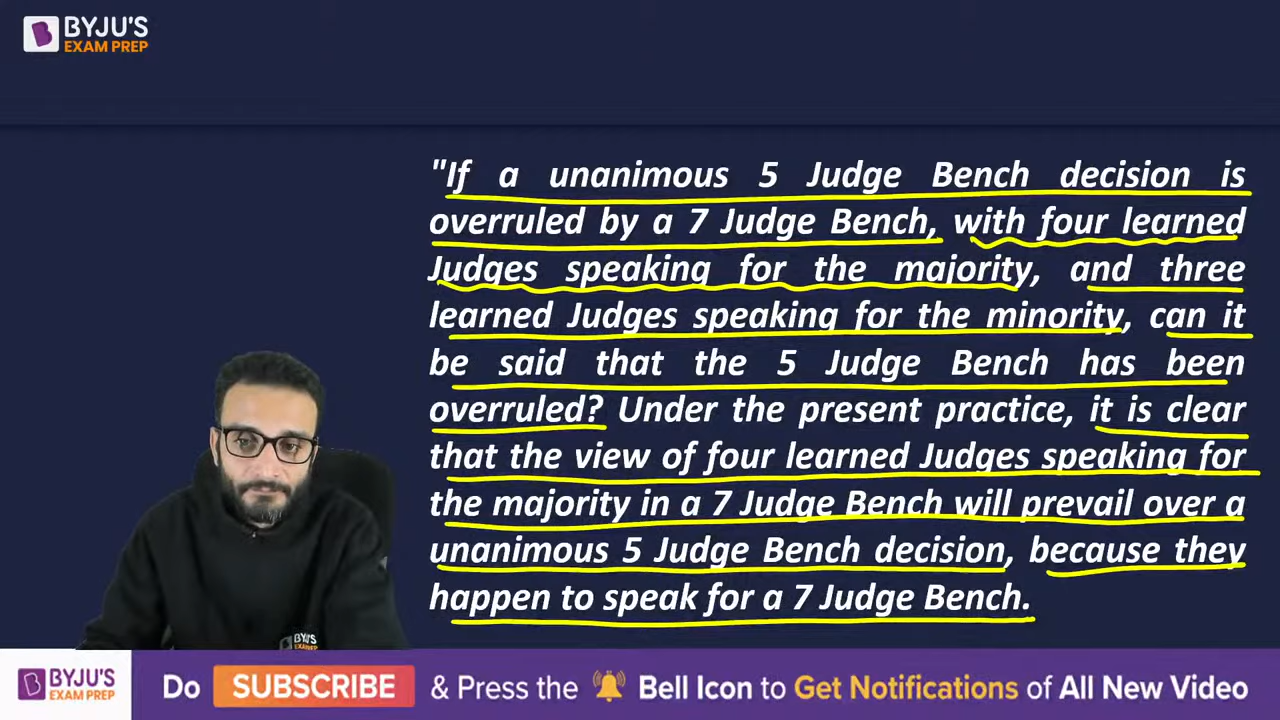 BYJU'S
EXAM PREP
"If a unanimous 5 Judge Bench decision is
overruled by a 7 Judge Bench, with four learned
Judges speaking for the majority, and three
learned Judges speaking for the minority, can it
be said that the 5 Judge Bench has been
overruled? Under the present practice, it is clear
that the view of four learned Judges speaking for
the majority in a 7 Judge Bench will prevail over a
unanimous 5 Judge Bench decision, because they
happen to speak for a 7 Judge Bench.
BYJU'S
EXAM PREP
BYJU'S
EXAM PREP
Do SUBSCRIBE & Press the Bell Icon to Get Notifications of All New Video